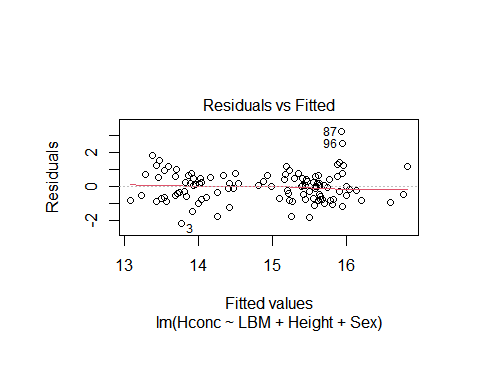 Residuals vs Fitted
Residuals
2
0
-2
87
96
3
13 14 15 16
Fitted values
lm(Hconc ~ LBM + Height + Sex)